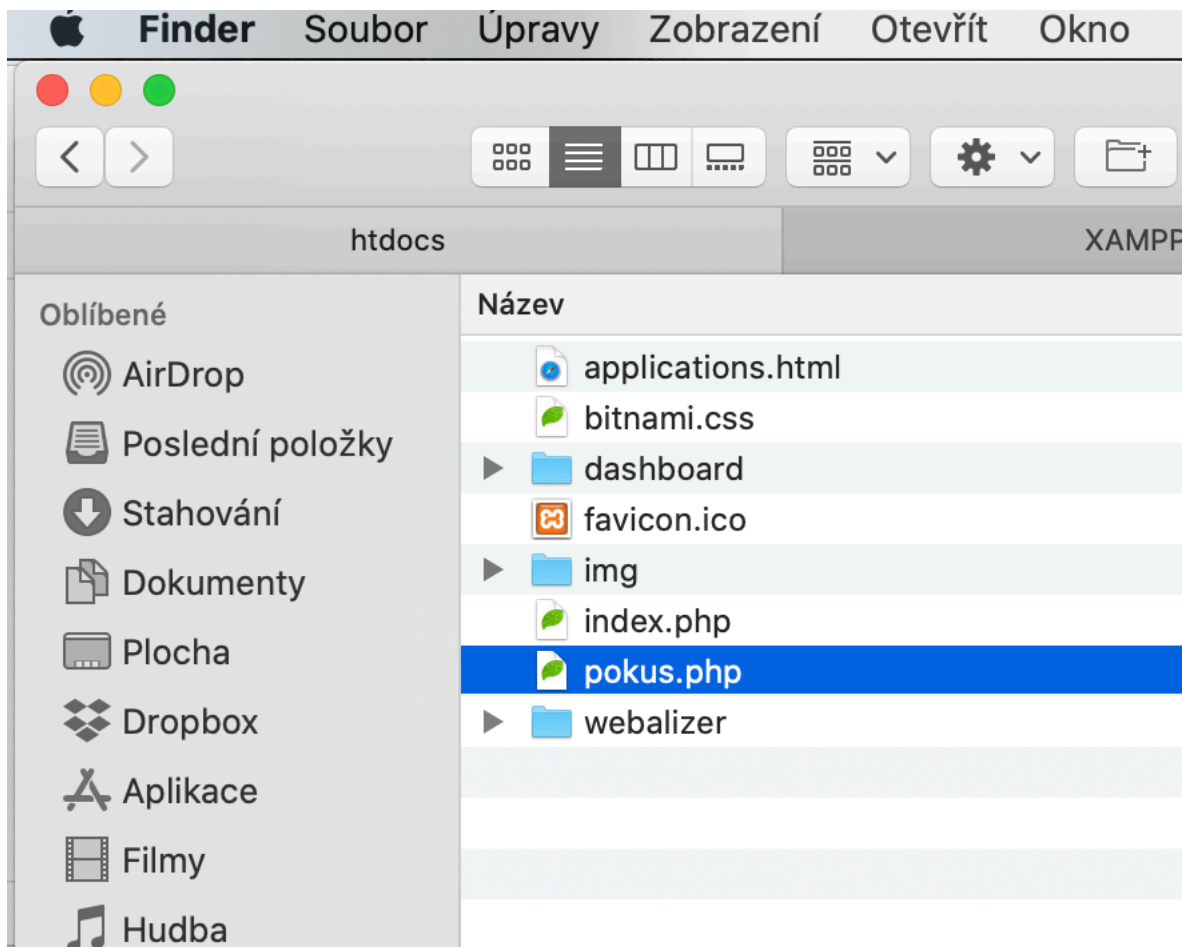 Finder Soubor Úpravy Zobrazení Otevřít Okno
htdocs XAMPP
Oblíbené
AirDrop
Poslední položky
Stahování
Dokumenty
Plocha
Dropbox
Aplikace
Filmy
Hudba
Název
applications.html
bitnami.css
dashboard
favicon.ico
img
index.php
pokus.php
webalizer